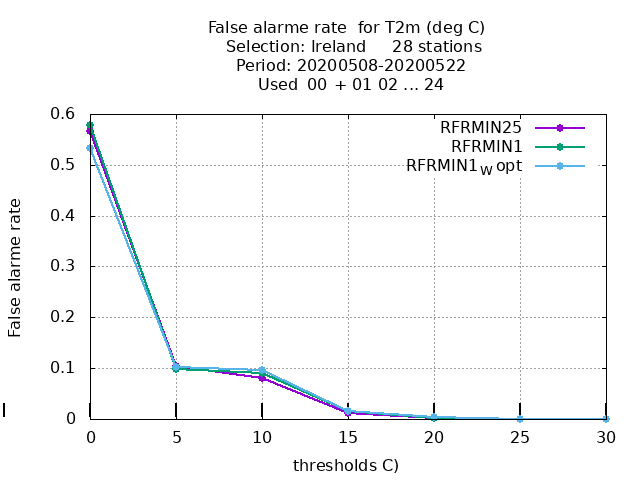 False alarme rate  for T2m (deg C)
Selection: Ireland     28 stations
Period: 20200508-20200522
Used  00  + 01 02 ... 24
RFRMIN25
RFRMIN1
RFRMIN1W opt
False alarme rate
0.6
0.5
0.4
0.3
0.2
0.1
0
0 5 10 15 20 25 30
thresholds C)